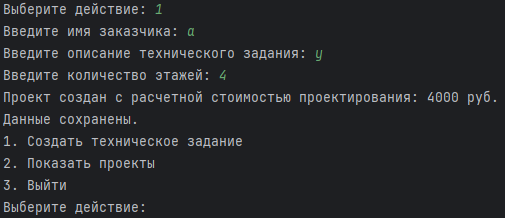 Выберите действие: 1
Введите имя заказчика: a
Введите описание технического задания: y
Введите количество этажей: 4
Проект создан с расчетной стоимостью проектирования: 4000 руб.
Данные сохранены.
1. Создать техническое задание
2. Показать проекты
3. Выйти
Выберите действие: